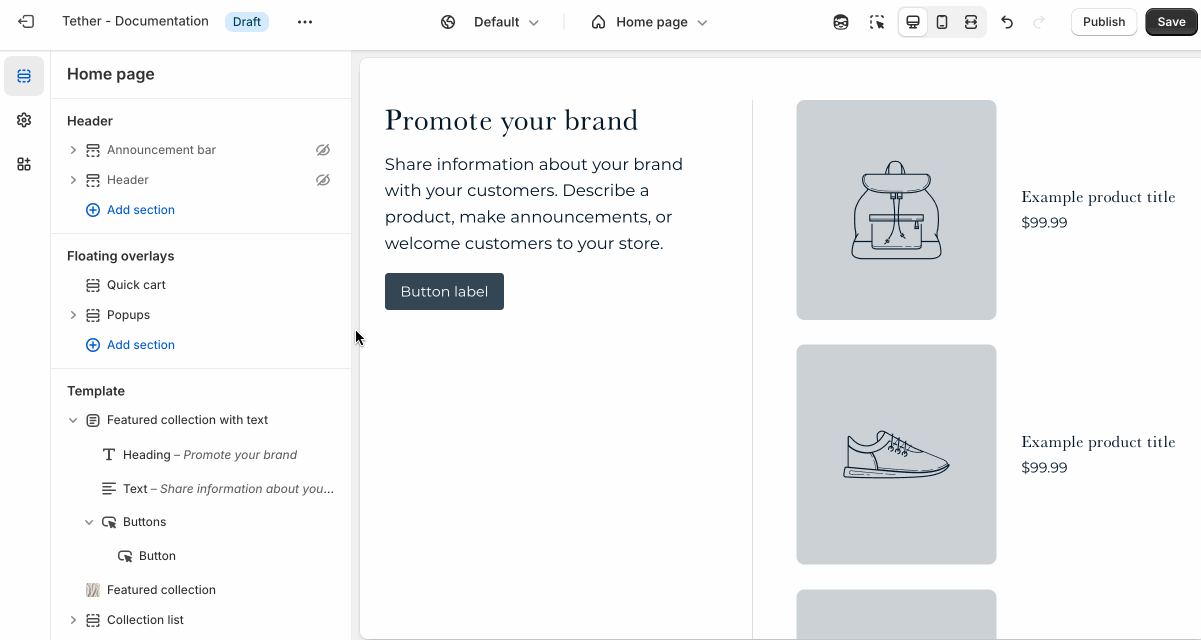 Tether - Documentation Draft ... Default Home page Publish Save
Home page
Header
Announcement bar
Header
Add section
Floating overlays
Quick cart
Popups
Add section
Template
Featured collection with text
Heading – Promote your brand
Text – Share information about you...
Buttons
Button
Featured collection
Collection list
Promote your brand
Share information about your brand
with your customers. Describe a
product, make announcements, or
welcome customers to your store.
Button label
Example product title
$99.99
Example product title
$99.99